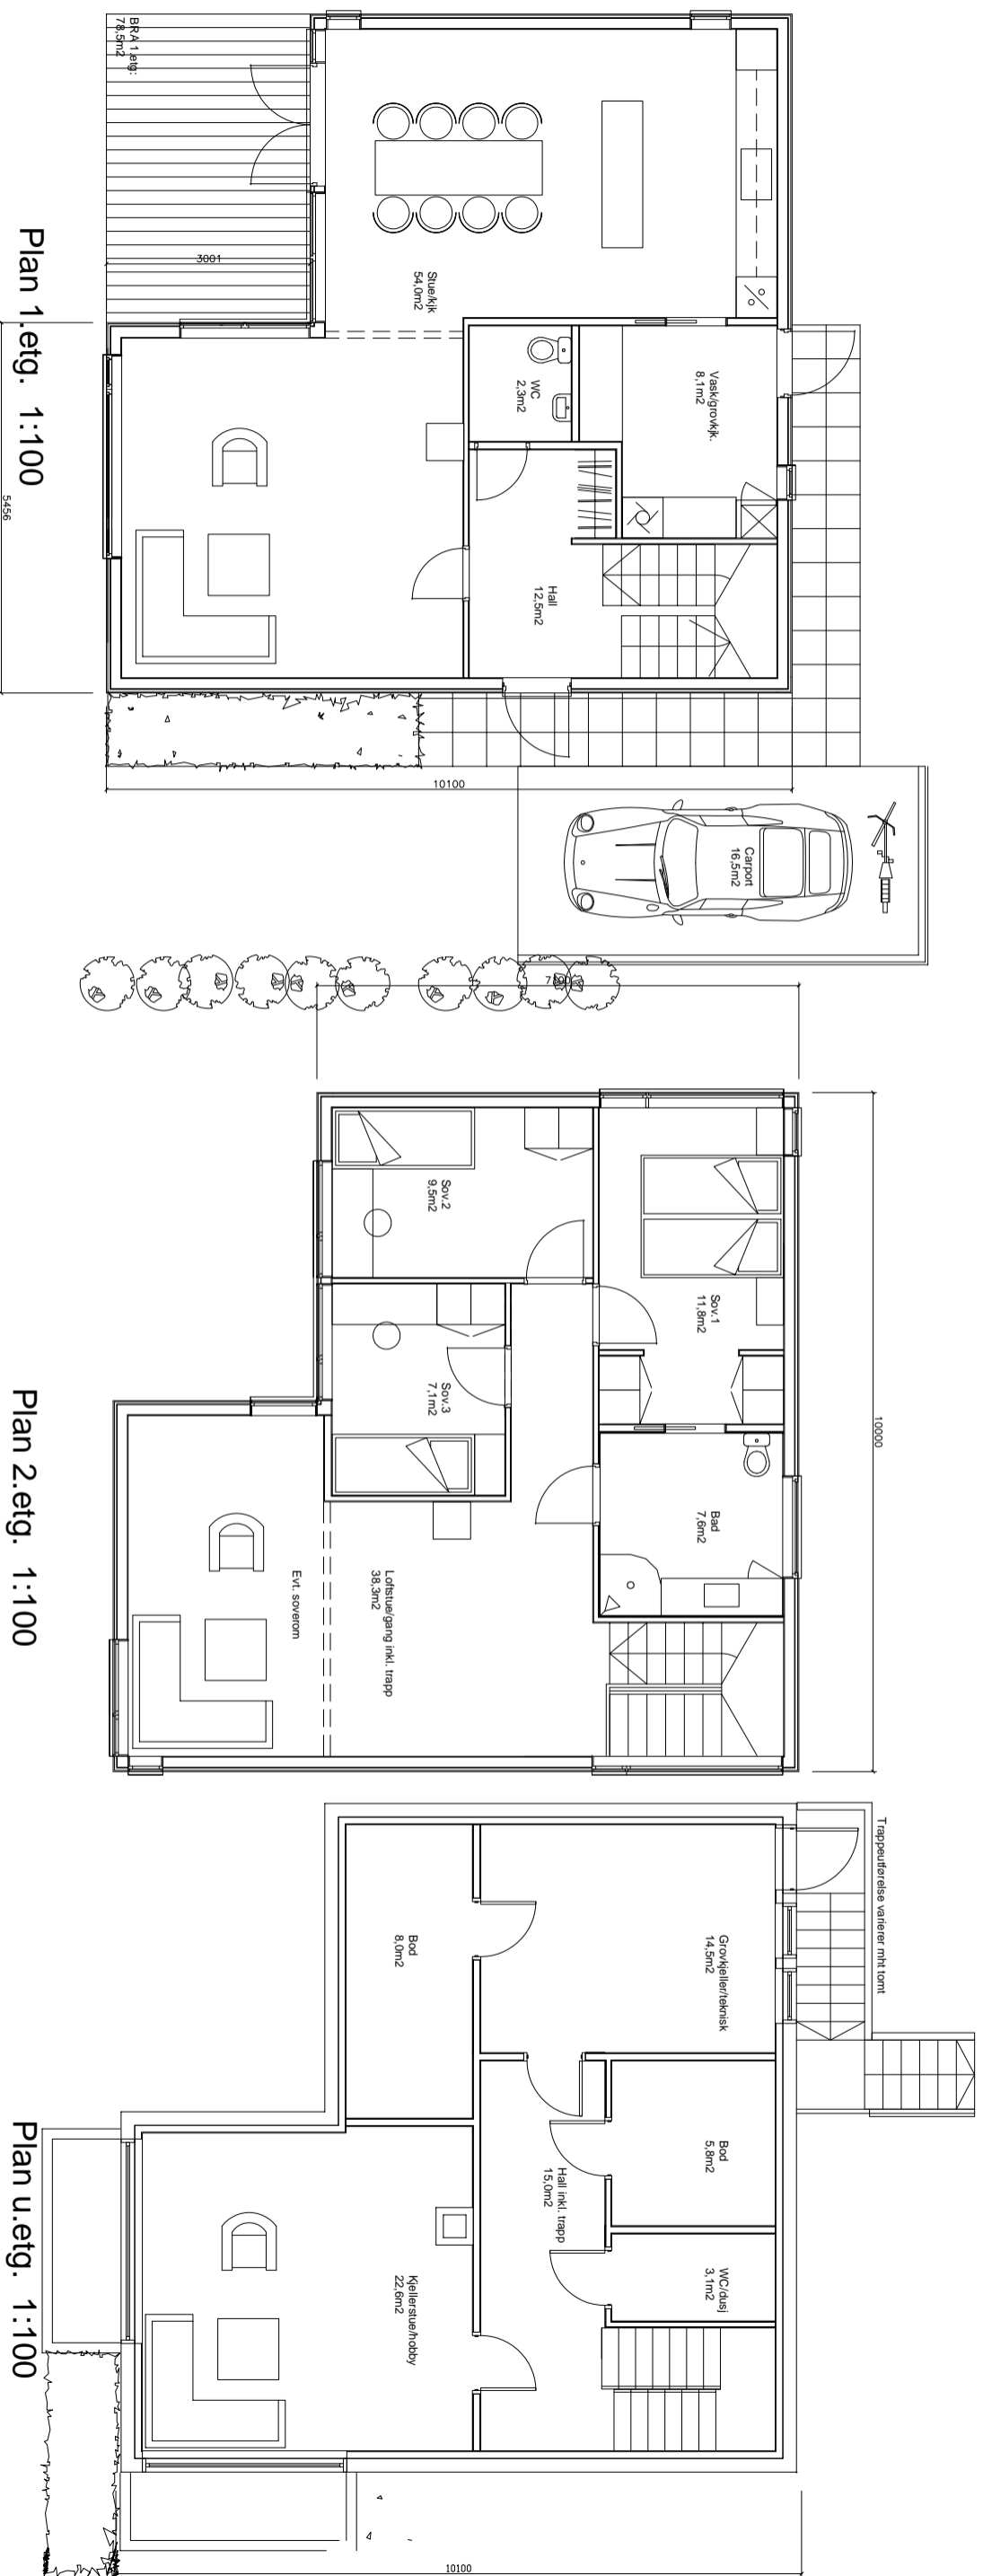 BRA 1.etg:
78,5m2
Stue/kjk
54,0m2
3001
WC
2,3m2
Vask/grovkjk.
8,1m2
Hall
12,5m2
Plan 1.etg. 1:100
5456
10100
Carport
16,5m2
Sov.2
9,5m2
Sov.1
11,8m2
10000
Sov.3
7,1m2
Bad
7,6m2
Evt. soverom
Loftstue/gang inkl. trapp
38,3m2
Plan 2.etg. 1:100
Trappeutførelse varierer mht tomt
Grovkjeller/teknisk
14,5m2
Bod
8,0m2
Bod
5,8m2
Hall inkl. trapp
15,0m2
WC/dusj
3,1m2
Kjellerstue/hobby
22,6m2
Plan u.etg. 1:100
10100